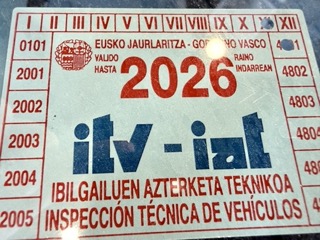 I II III IV V VI VII VIII IX X XII
0101 EUSKO JAURLARITZA - GOBIERNO VASCO
2001 VALIDO HASTA 2026 RAINO INDARREAN 4802
2002 4803
2003 itv - iat 4804
2004 IBILGAILUEN AZTERKETA TEKNIKOA
2005 INSPECCIÓN TÉCNICA DE VEHÍCULOS